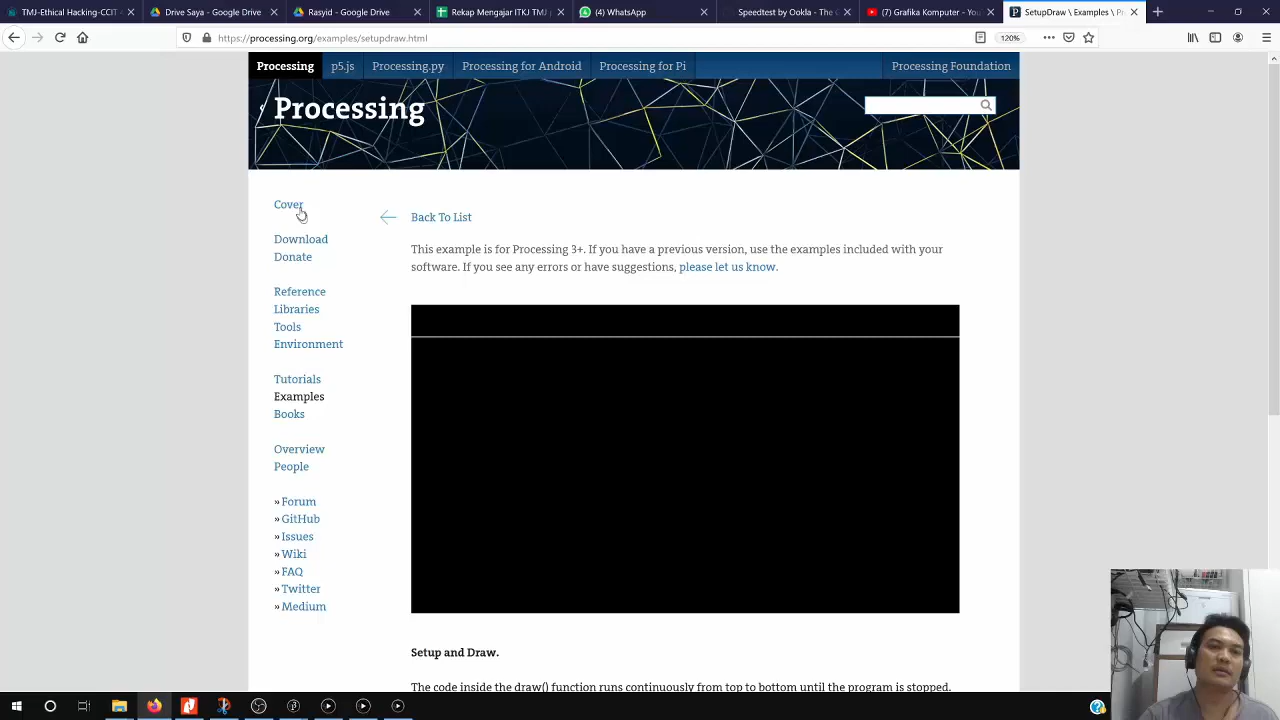 TMJ-Ethical Hacking-CCIT
Drive Saya - Google Drive
Rasyid - Google Drive
Rekap Mengajar ITKJ TMJ
(4) WhatsApp
Speedtest by Ookla - The G
(7) Grafika Komputer - You
SetupDraw \ Examples \ Pr
https://processing.org/examples/setupdraw.html
120%
Processing
p5.js
Processing.py
Processing for Android
Processing for Pi
Processing Foundation
Processing
Cover
Back To List
Download
Donate
This example is for Processing 3+. If you have a previous version, use the examples included with your
software. If you see any errors or have suggestions, please let us know.
Reference
Libraries
Tools
Environment
Tutorials
Examples
Books
Overview
People
» Forum
» GitHub
» Issues
» Wiki
» FAQ
» Twitter
» Medium
Setup and Draw.
The code inside the draw() function runs continuously from top to bottom until the program is stopped.